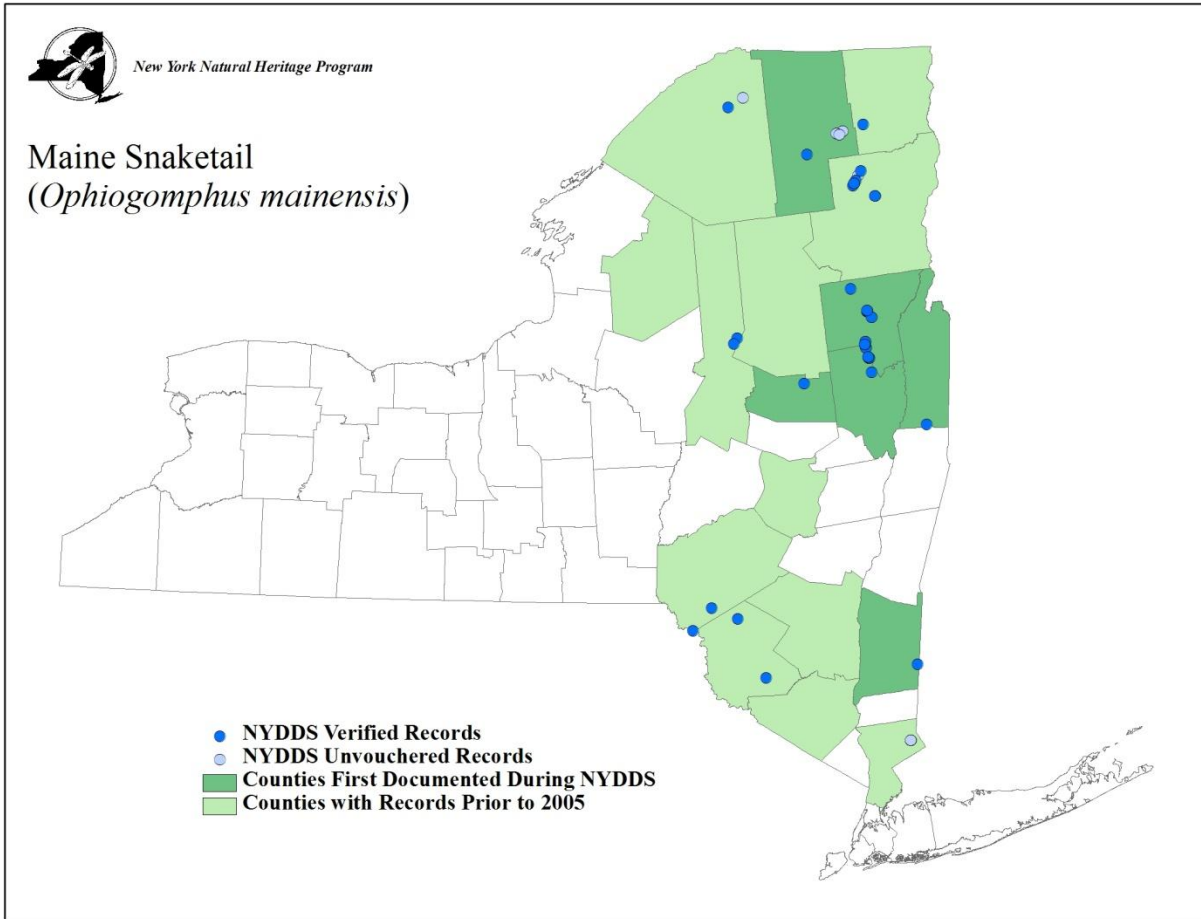 New York Natural Heritage Program
Maine Snaketail
(Ophiogomphus mainensis)
NYDDS Verified Records
NYDDS Unvouchered Records
Counties First Documented During NYDDS
Counties with Records Prior to 2005